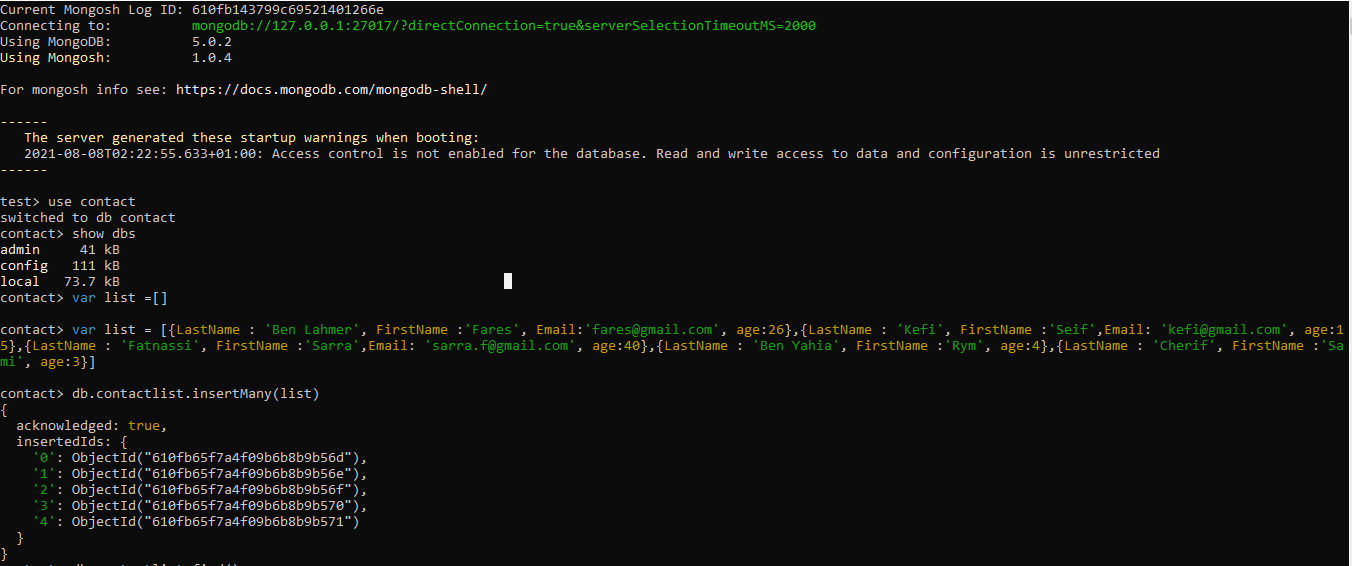 Current Mongosh Log ID: 610fb143799c69521401266e
Connecting to:          mongodb://127.0.0.1:27017/?directConnection=true&serverSelectionTimeoutMS=2000
Using MongoDB:          5.0.2
Using Mongosh:          1.0.4
For mongosh info see: https://docs.mongodb.com/mongodb-shell/
------
   The server generated these startup warnings when booting:
   2021-08-08T02:22:55.633+01:00: Access control is not enabled for the database. Read and write access to data and configuration is unrestricted
------
test> use contact
switched to db contact
contact> show dbs
admin     41 kB
config   111 kB
local   73.7 kB
contact> var list =[]
contact> var list = [{LastName : 'Ben Lahmer', FirstName :'Fares', Email:'fares@gmail.com', age:26},{LastName : 'Kefi', FirstName :'Seif',Email: 'kefi@gmail.com', age:1
5},{LastName : 'Fatnassi', FirstName :'Sarra',Email: 'sarra.f@gmail.com', age:40},{LastName : 'Ben Yahia', FirstName :'Rym', age:4},{LastName : 'Cherif', FirstName :'Sa
mi', age:3}]
contact> db.contactlist.insertMany(list)
{
  acknowledged: true,
  insertedIds: {
    '0': ObjectId("610fb65f7a4f09b6b8b9b56d"),
    '1': ObjectId("610fb65f7a4f09b6b8b9b56e"),
    '2': ObjectId("610fb65f7a4f09b6b8b9b56f"),
    '3': ObjectId("610fb65f7a4f09b6b8b9b570"),
    '4': ObjectId("610fb65f7a4f09b6b8b9b571")
  }
}